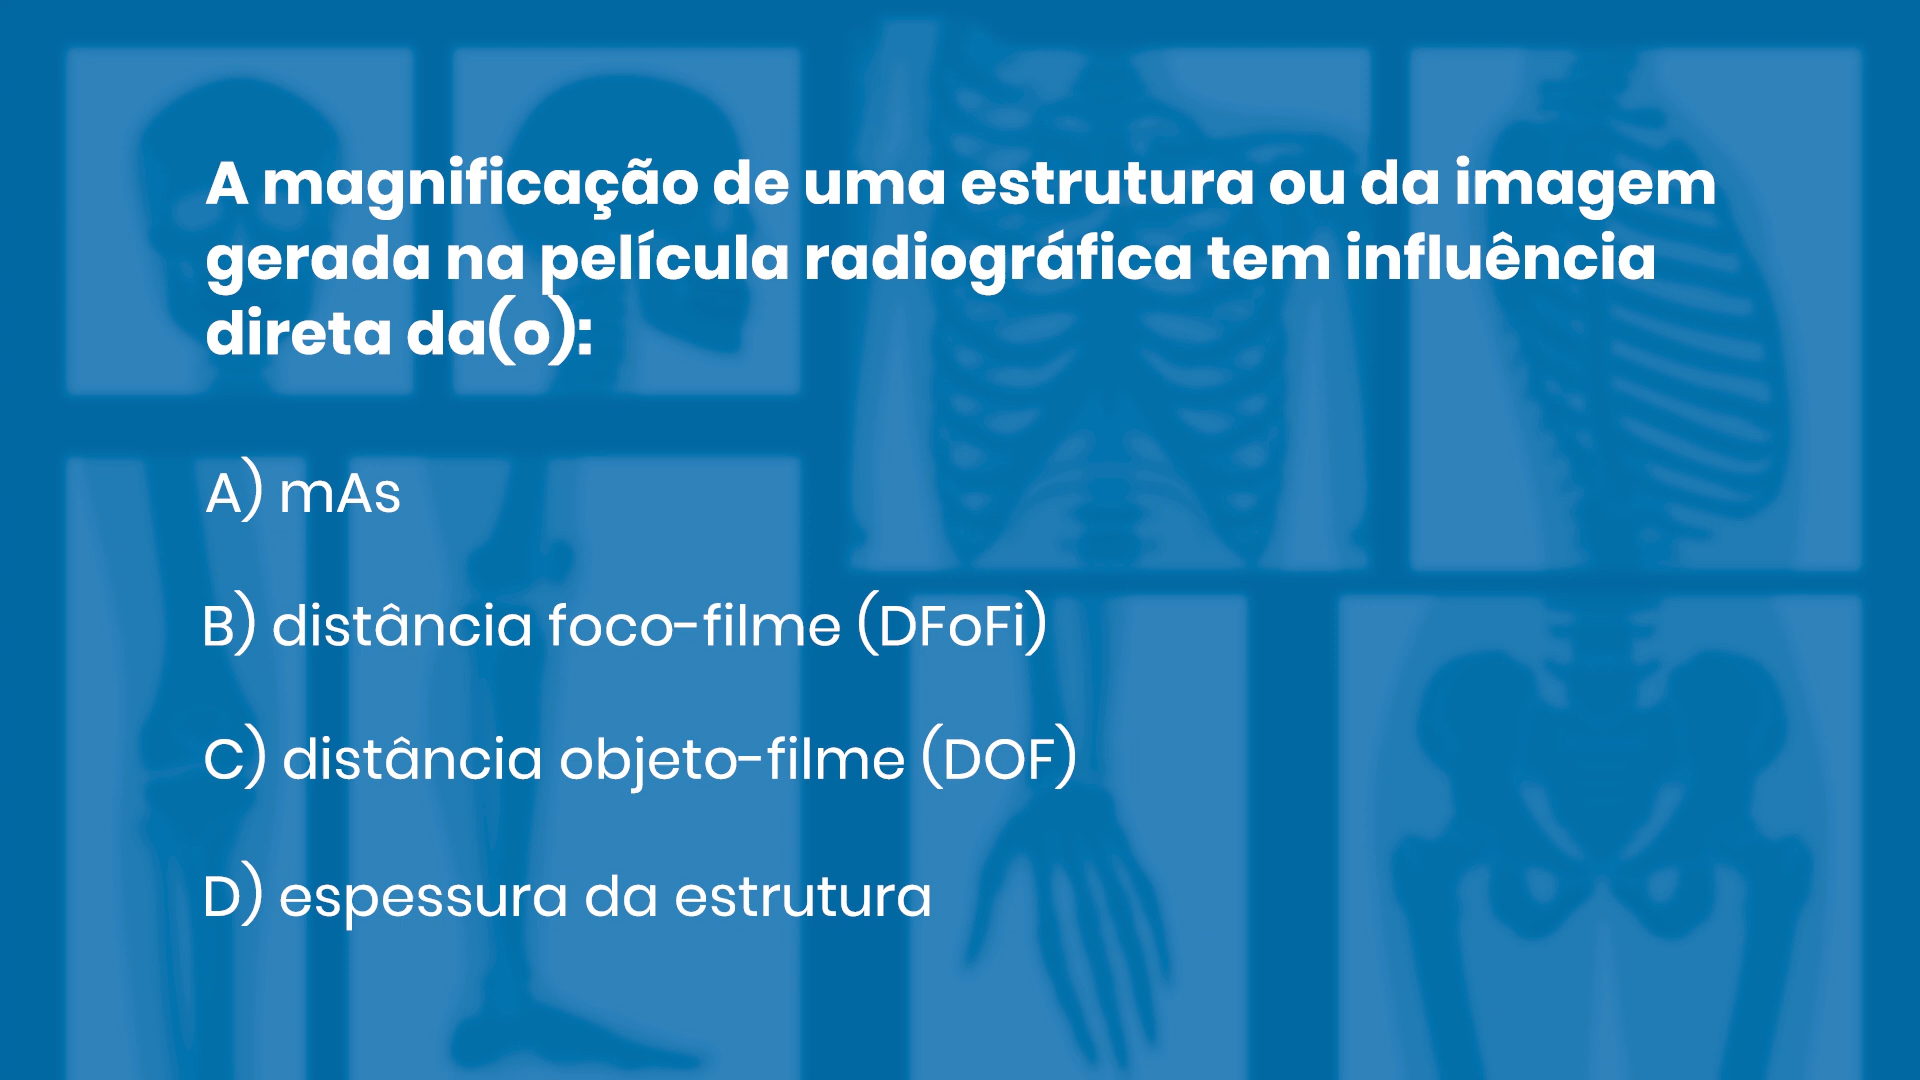 A magnificação de uma estrutura ou da imagem
gerada na película radiográfica tem influência
direta da(o):
A) mAs
B) distância foco-filme (DFoFi)
C) distância objeto-filme (DOF)
D) espessura da estrutura